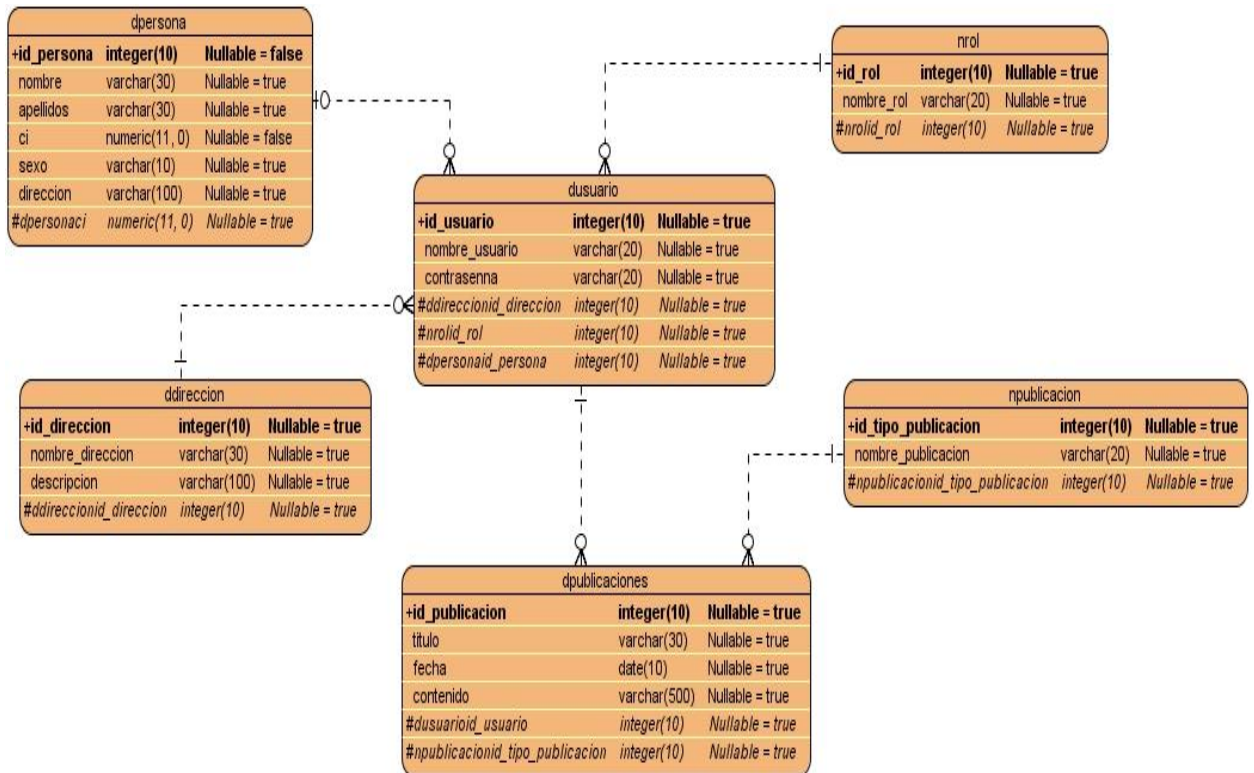 dpersona
+id_persona integer(10) Nullable = false
nombre varchar(30) Nullable = true
apellidos varchar(30) Nullable = true
ci numeric(11, 0) Nullable = false
sexo varchar(10) Nullable = true
direccion varchar(100) Nullable = true
#dpersonaci numeric(11, 0) Nullable = true
nrol
+id_rol integer(10) Nullable = true
nombre_rol varchar(20) Nullable = true
#nrolid_rol integer(10) Nullable = true
dusuario
+id_usuario integer(10) Nullable = true
nombre_usuario varchar(20) Nullable = true
contrasenna varchar(20) Nullable = true
#ddireccionid_direccion integer(10) Nullable = true
#nrolid_rol integer(10) Nullable = true
#dpersonaid_persona integer(10) Nullable = true
ddireccion
+id_direccion integer(10) Nullable = true
nombre_direccion varchar(30) Nullable = true
descripcion varchar(100) Nullable = true
#ddireccionid_direccion integer(10) Nullable = true
npublicacion
+id_tipo_publicacion integer(10) Nullable = true
nombre_publicacion varchar(20) Nullable = true
#npublicacionid_tipo_publicacion integer(10) Nullable = true
dpublicaciones
+id_publicacion integer(10) Nullable = true
titulo varchar(30) Nullable = true
fecha date(10) Nullable = true
contenido varchar(500) Nullable = true
#dusuarioid_usuario integer(10) Nullable = true
#npublicacionid_tipo_publicacion integer(10) Nullable = true